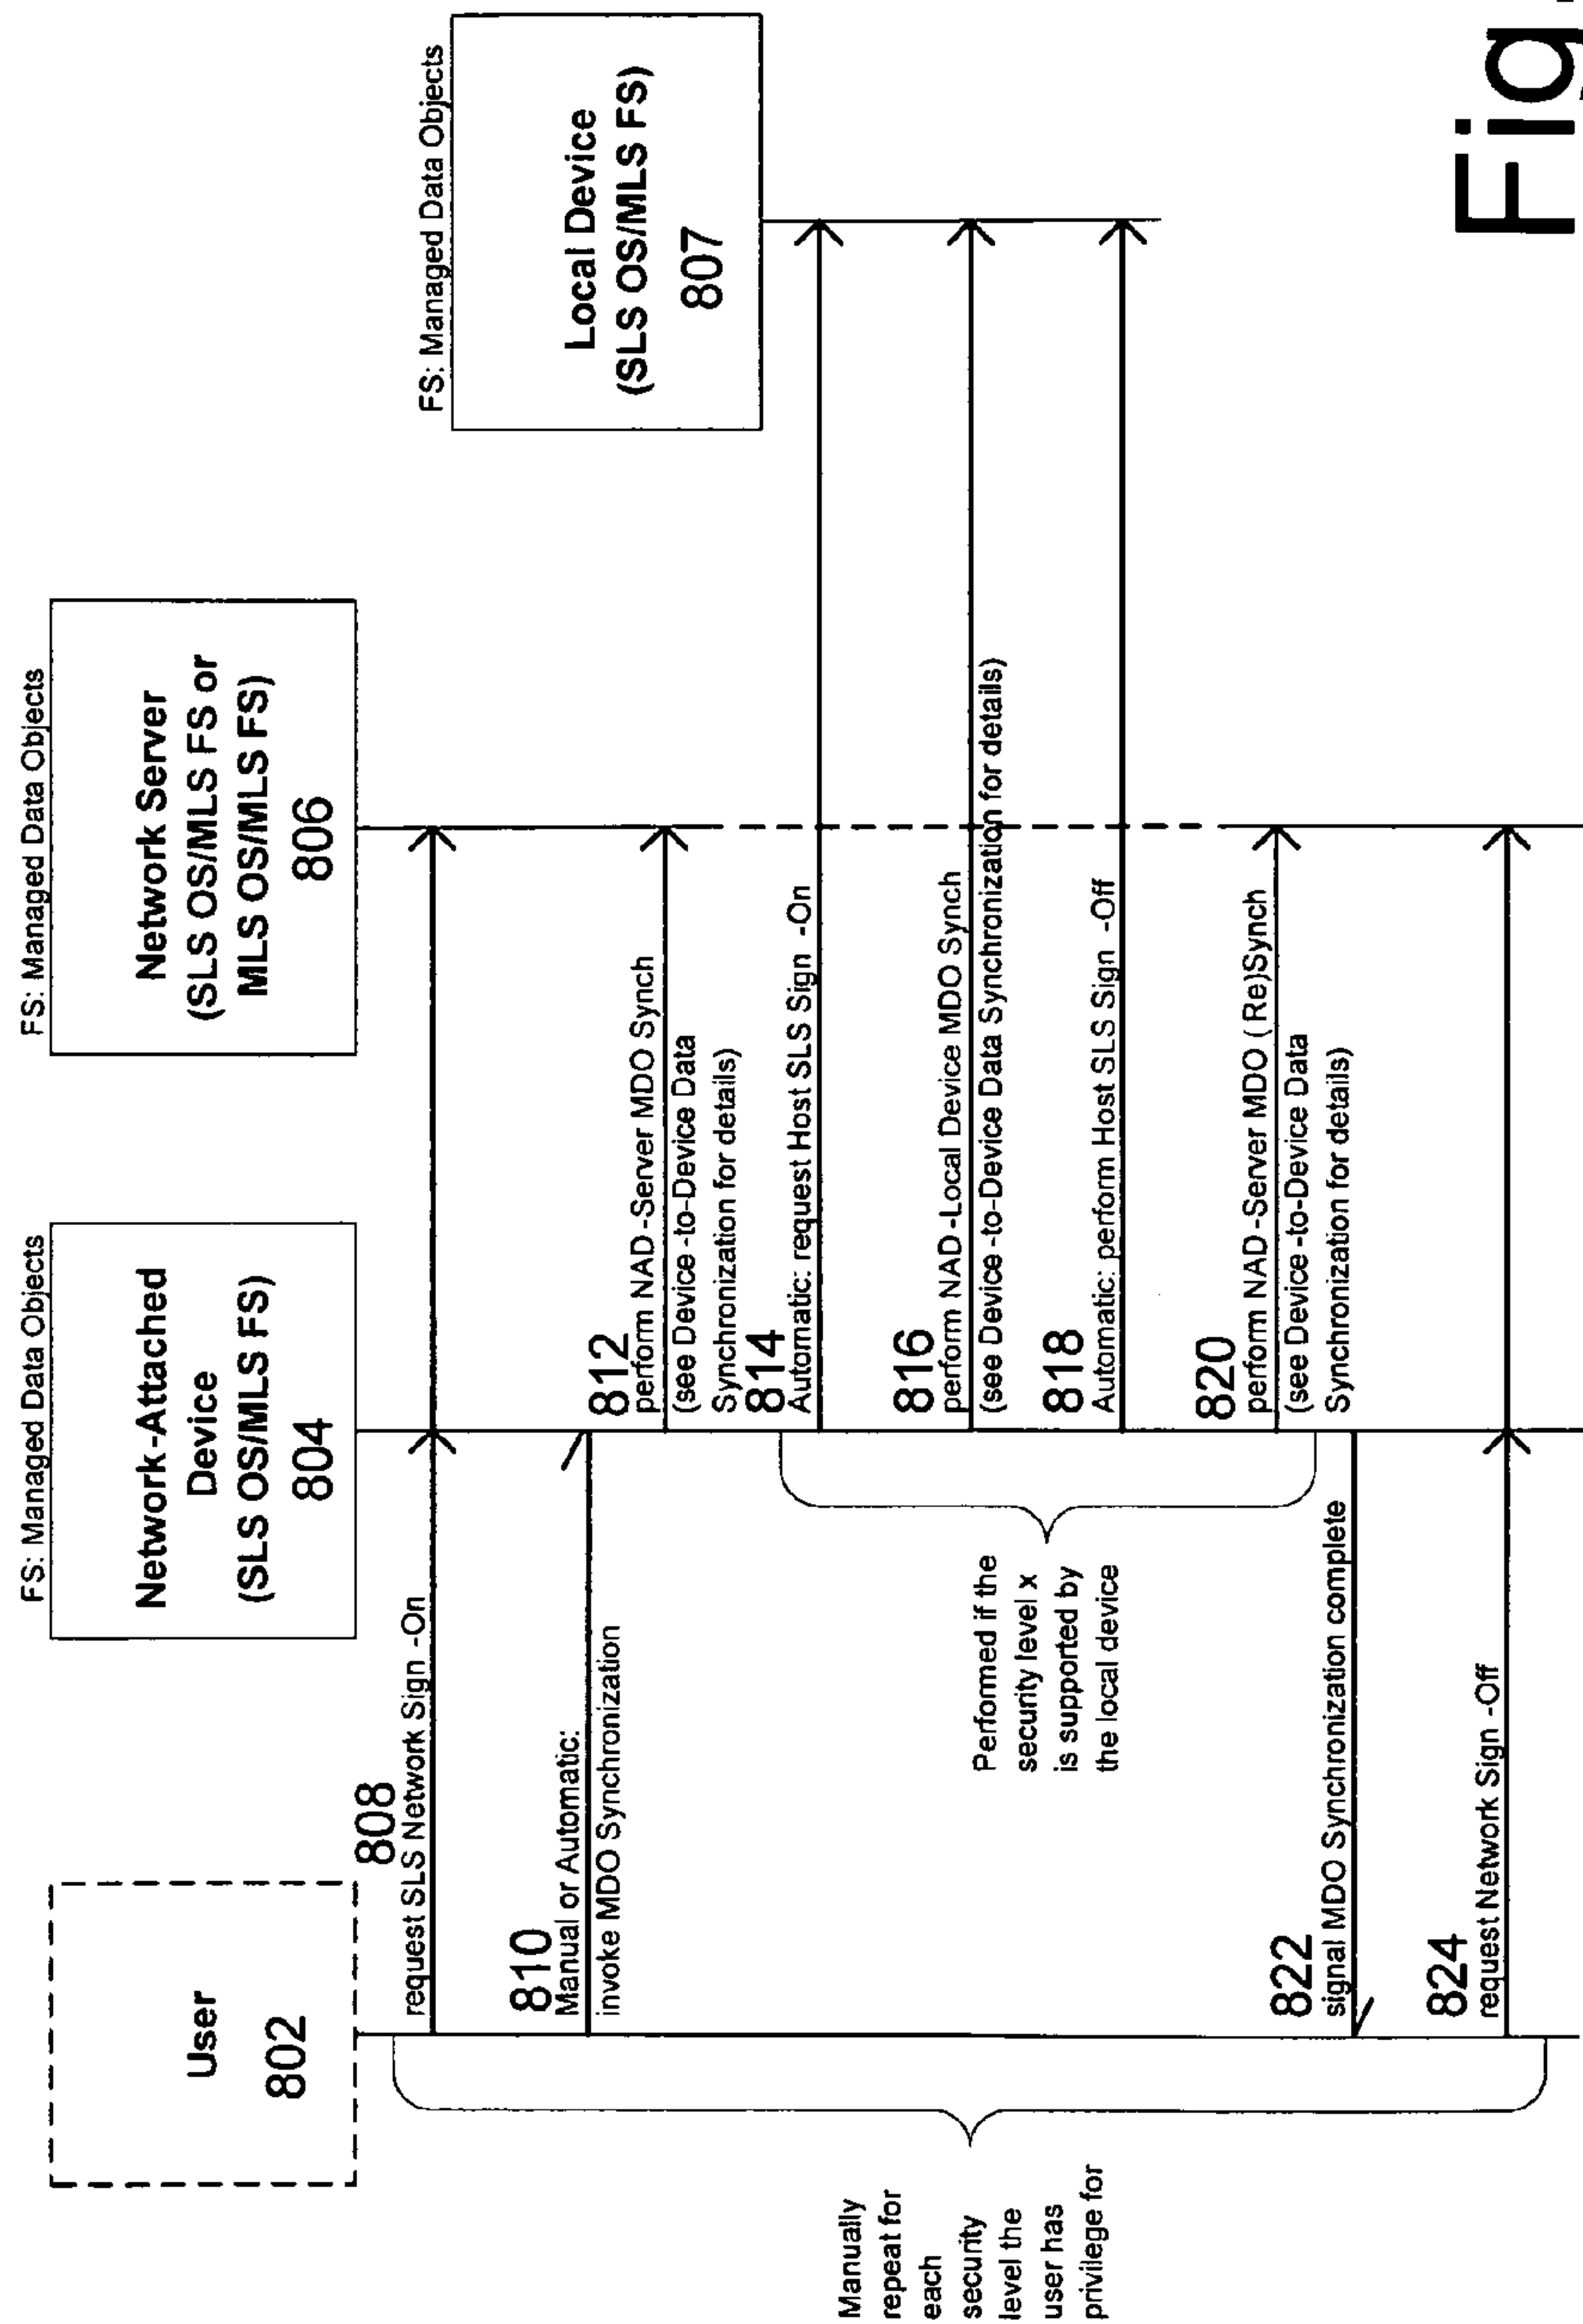 User
802
FS: Managed Data Objects
Network-Attached
Device
(SLS OS/MLS FS)
804
FS: Managed Data Objects
Network Server
(SLS OS/MLS FS or
MLS OS/MLS FS)
806
FS: Managed Data Objects
Local Device
(SLS OS/MLS FS)
807
808
request SLS Network Sign -On
810
Manual or Automatic:
invoke MDO Synchronization
812
perform NAD -Server MDO Synch
(see Device -to-Device Data
Synchronization for details)
814
Automatic: request Host SLS Sign -On
816
perform NAD -Local Device MDO Synch
(see Device -to-Device Data Synchronization for details)
818
Automatic: perform Host SLS Sign -Off
820
perform NAD -Server MDO ( Re)Synch
(see Device -to-Device Data
Synchronization for details)
Performed if the
security level x
is supported by
the local device
822
signal MDO Synchronization complete
824
request Network Sign -Off
Manually
repeat for
each
security
level the
user has
privilege for
Fig